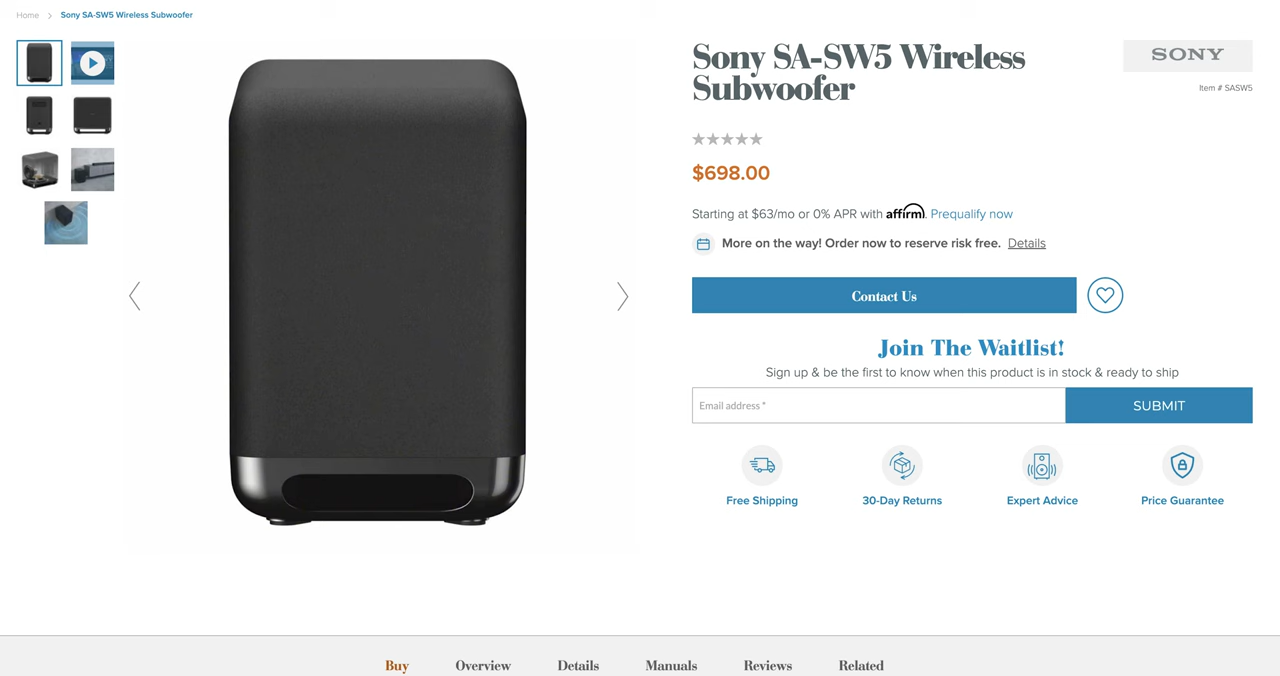 Home > Sony SA-SW5 Wireless Subwoofer
Sony SA-SW5 Wireless
Subwoofer
SONY
Item # SASW5
$698.00
Starting at $63/mo or 0% APR with affirm. Prequalify now
More on the way! Order now to reserve risk free. Details
Contact Us
Join The Waitlist!
Sign up & be the first to know when this product is in stock & ready to ship
Email address *
SUBMIT
Free Shipping
30-Day Returns
Expert Advice
Price Guarantee
Buy
Overview
Details
Manuals
Reviews
Related